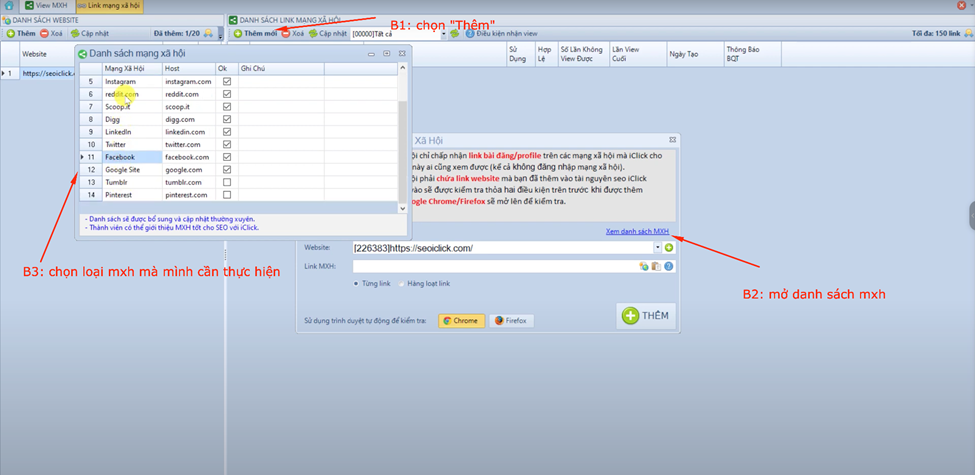 View MXH
Link mạng xã hội
DANH SÁCH WEBSITE
DANH SÁCH LINK MẠNG XÃ HỘI
B1: chọn "Thêm"
Thêm Xoá Cập nhật Đã thêm: 1/20
Thêm mới Xoá Cập nhật [00000]Tất cả Điều kiện nhận view Tối đa: 150 link
Website
Sử Dụng
Hợp Lệ
Số Lần Không View Được
Lần View Cuối
Ngày Tạo
Thông Báo BQT
1 https://seoiclick.
Danh sách mạng xã hội
Mạng Xã Hội Host Ok Ghi Chú
5 Instagram instagram.com
6 reddit.com reddit.com
7 Scoop.it scoop.it
8 Digg digg.com
9 LinkedIn linkedin.com
10 Twitter twitter.com
11 Facebook facebook.com
12 Google Site google.com
13 Tumblr tumblr.com
14 Pinterest pinterest.com
- Danh sách sẽ được bổ sung và cập nhật thường xuyên.
- Thành viên có thể giới thiệu MXH tốt cho SEO với iClick.
Xã Hội
ội chỉ chấp nhận link bài đăng/profile trên các mạng xã hội mà iClick cho
này ai cũng xem được (kể cả không đăng nhập mạng xã hội).
ội phải chứa link website mà bạn đã thêm vào tài nguyên seo iClick
vào sẽ được kiểm tra thỏa hai điều kiện trên trước khi được thêm
ogle Chrome/Firefox sẽ mở lên để kiểm tra.
Xem danh sách MXH
Website: [226383]https://seoiclick.com/
Link MXH:
Từng link Hàng loạt link
Sử dụng trình duyệt tự động để kiểm tra: Chrome Firefox
THÊM
B3: chọn loại mxh mà mình cần thực hiện
B2: mở danh sách mxh